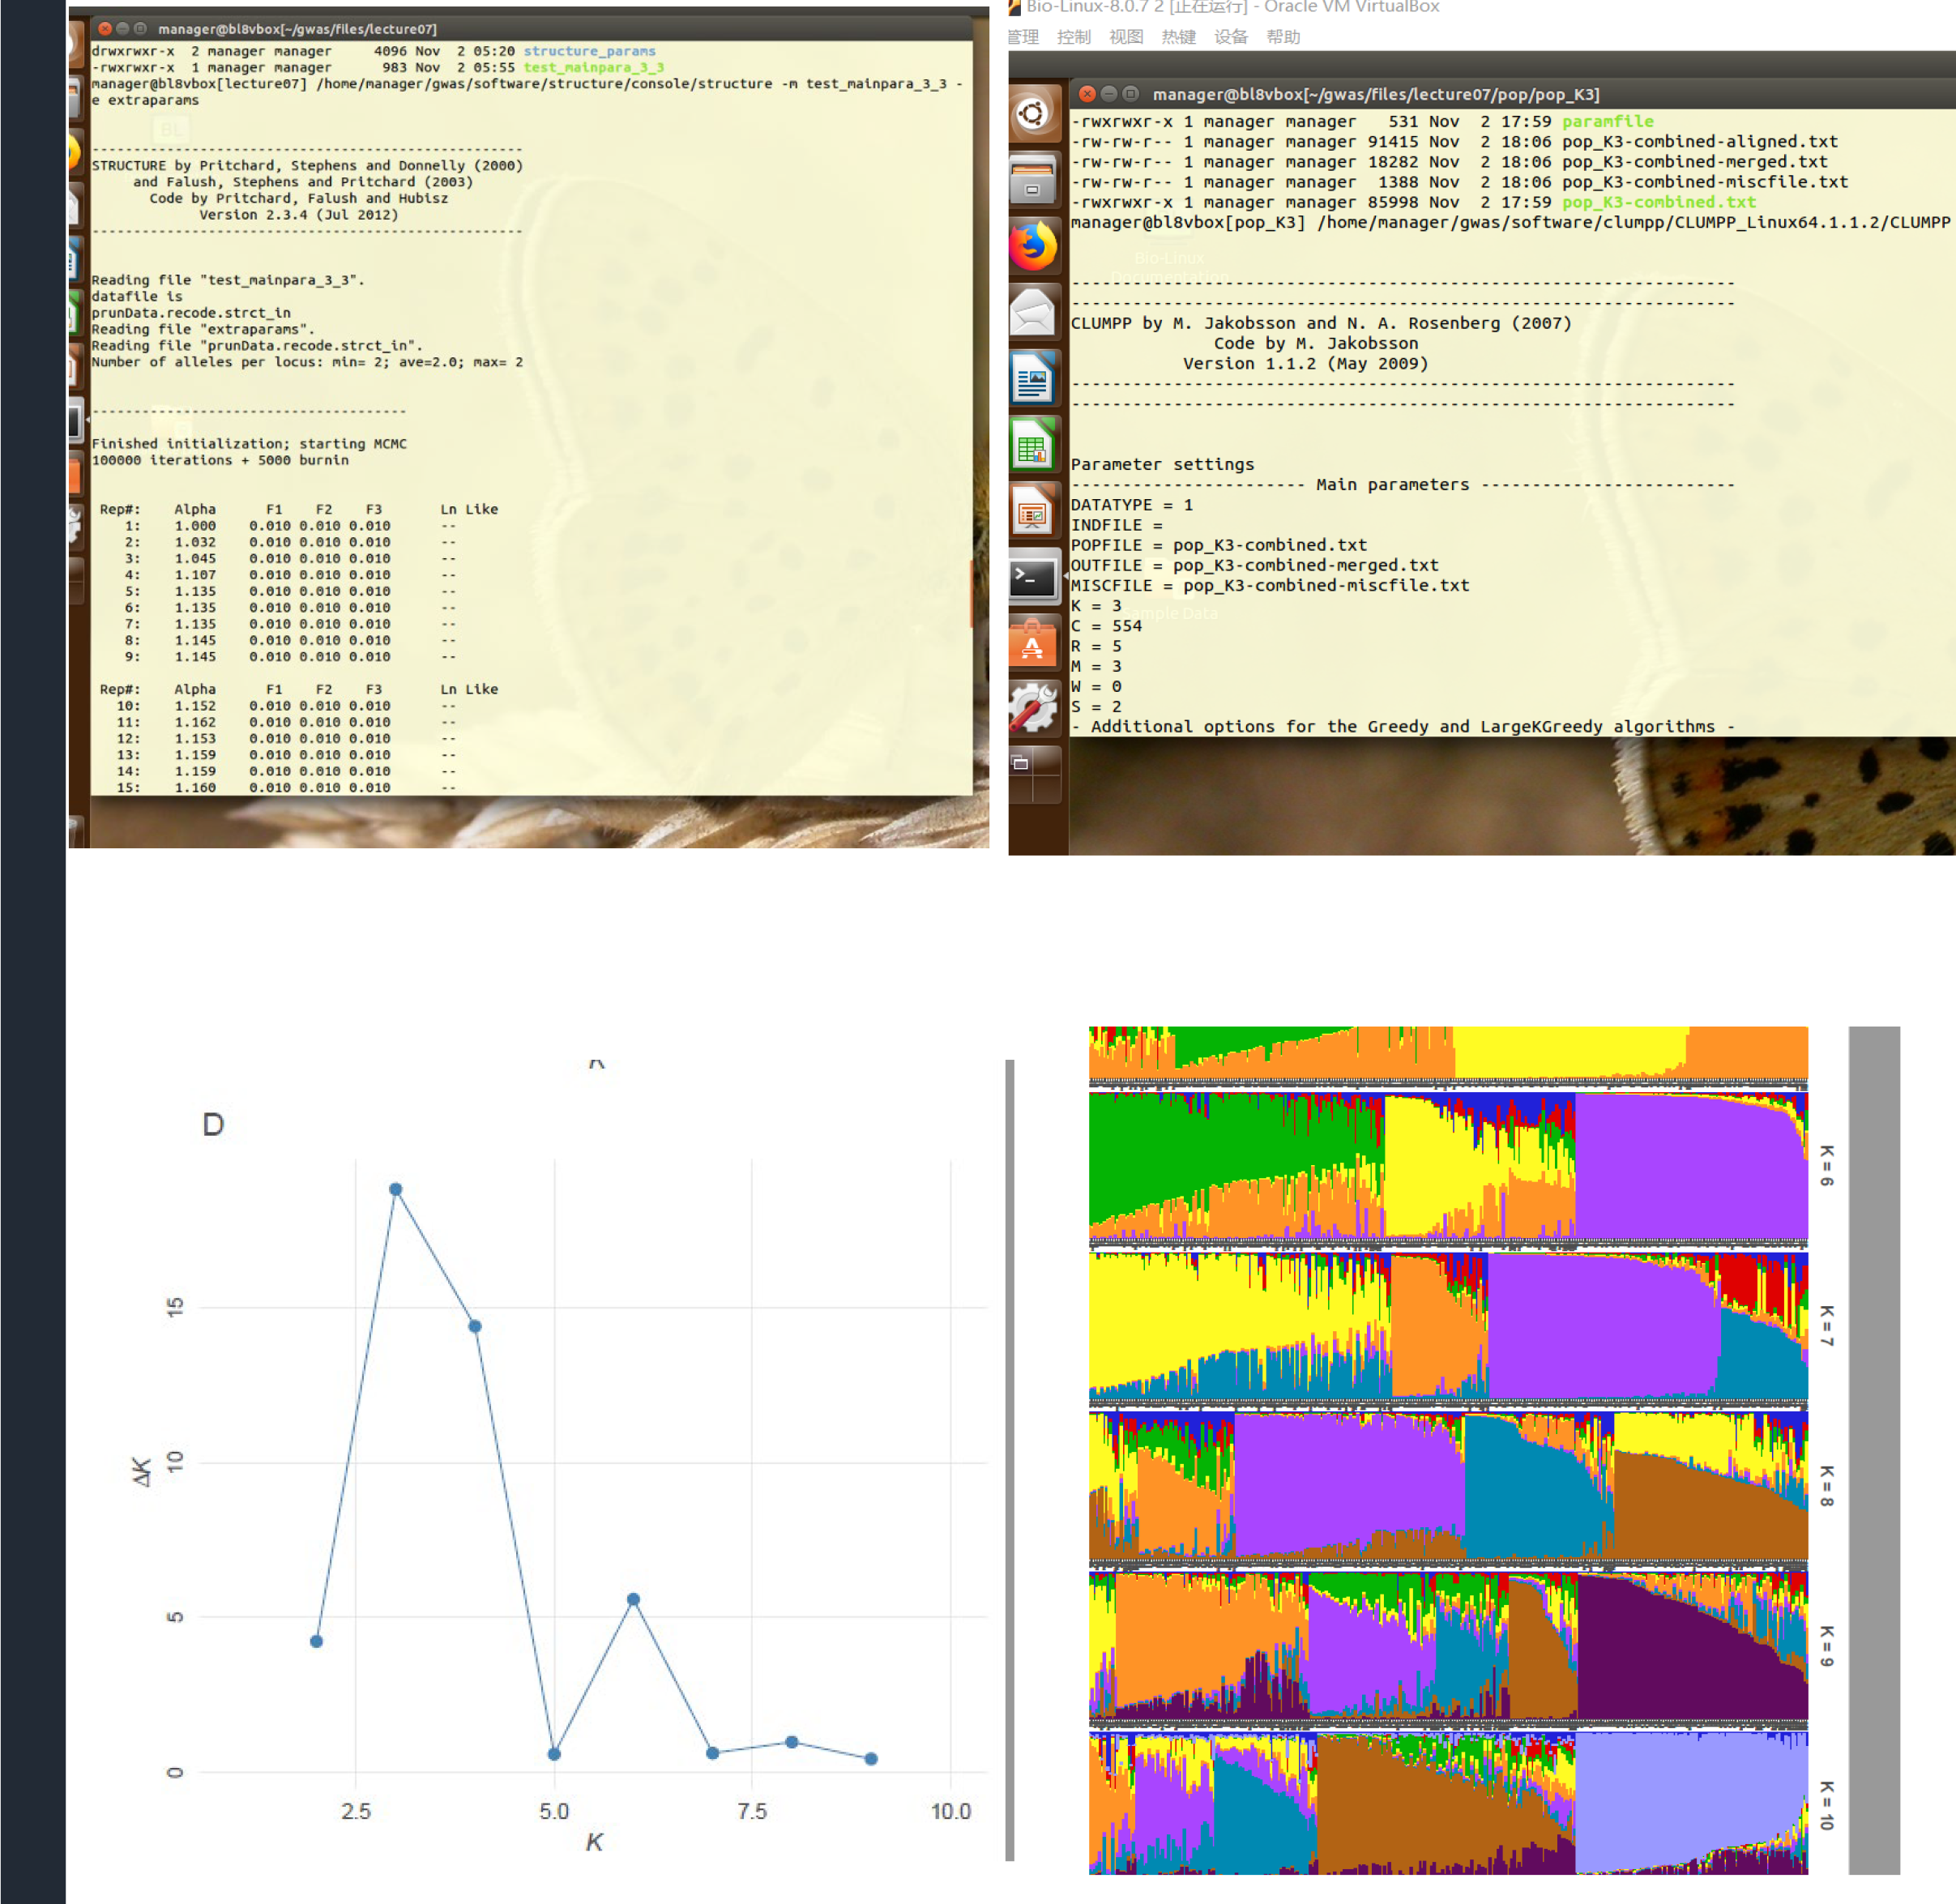 manager@bl8vbox[~/gwas/files/lecture07]
drwxrwxr-x 2 manager manager 4096 Nov 2 05:20 structure_params
-rwxrwxr-x 1 manager manager 983 Nov 2 05:55 test_mainpara_3_3
manager@bl8vbox[lecture07] /home/manager/gwas/software/structure/console/structure -m test_mainpara_3_3 -
e extraparams
BL
----------------------------------------------------
STRUCTURE by Pritchard, Stephens and Donnelly (2000)
and Falush, Stephens and Pritchard (2003)
Code by Pritchard, Falush and Hubisz
Version 2.3.4 (Jul 2012)
----------------------------------------------------
Reading file "test_mainpara_3_3".
datafile is
prunData.recode.strct_in
Reading file "extraparams".
Reading file "prunData.recode.strct_in".
Number of alleles per locus: min= 2; ave=2.0; max= 2
--------------------------------------
Finished initialization; starting MCMC
100000 iterations + 5000 burnin
Rep#: Alpha F1 F2 F3 Ln Like
1: 1.000 0.010 0.010 0.010 --
2: 1.032 0.010 0.010 0.010 --
3: 1.045 0.010 0.010 0.010 --
4: 1.107 0.010 0.010 0.010 --
5: 1.135 0.010 0.010 0.010 --
6: 1.135 0.010 0.010 0.010 --
7: 1.135 0.010 0.010 0.010 --
8: 1.145 0.010 0.010 0.010 --
9: 1.145 0.010 0.010 0.010 --
Rep#: Alpha F1 F2 F3 Ln Like
10: 1.152 0.010 0.010 0.010 --
11: 1.162 0.010 0.010 0.010 --
12: 1.153 0.010 0.010 0.010 --
13: 1.159 0.010 0.010 0.010 --
14: 1.159 0.010 0.010 0.010 --
15: 1.160 0.010 0.010 0.010 --
Bio-Linux-8.0.7 2 [正在运行] - Oracle VM VirtualBox
管理 控制 视图 热键 设备 帮助
manager@bl8vbox[~/gwas/files/lecture07/pop/pop_K3]
-rwxrwxr-x 1 manager manager 531 Nov 2 17:59 paramfile
-rw-rw-r-- 1 manager manager 91415 Nov 2 18:06 pop_K3-combined-aligned.txt
-rw-rw-r-- 1 manager manager 18282 Nov 2 18:06 pop_K3-combined-merged.txt
-rw-rw-r-- 1 manager manager 1388 Nov 2 18:06 pop_K3-combined-miscfile.txt
-rwxrwxr-x 1 manager manager 85998 Nov 2 17:59 pop_K3-combined.txt
manager@bl8vbox[pop_K3] /home/manager/gwas/software/clumpp/CLUMPP_Linux64.1.1.2/CLUMPP
Bio-Linux
Documentation
-----------------------------------------------------------------
-----------------------------------------------------------------
CLUMPP by M. Jakobsson and N. A. Rosenberg (2007)
Code by M. Jakobsson
Version 1.1.2 (May 2009)
-----------------------------------------------------------------
-----------------------------------------------------------------
Parameter settings
----------------------- Main parameters -------------------------
DATATYPE = 1
INDFILE =
POPFILE = pop_K3-combined.txt
OUTFILE = pop_K3-combined-merged.txt
MISCFILE = pop_K3-combined-miscfile.txt
K = 3
Sample Data
C = 554
R = 5
M = 3
W = 0
S = 2
- Additional options for the Greedy and LargeKGreedy algorithms -
D
15
10
5
0
ΔK
2.5 5.0 7.5 10.0
K
K = 6
K = 7
K = 8
K = 9
K = 10